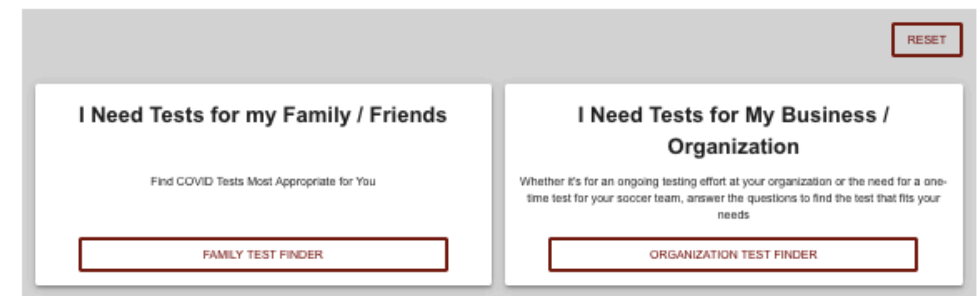 RESET
I Need Tests for my Family / Friends
Find COVID Tests Most Appropriate for You
FAMILY TEST FINDER
I Need Tests for My Business /
Organization
Whether it's for an ongoing testing effort at your organization or the need for a one-
time test for your soccer team, answer the questions to find the test that fits your
needs
ORGANIZATION TEST FINDER